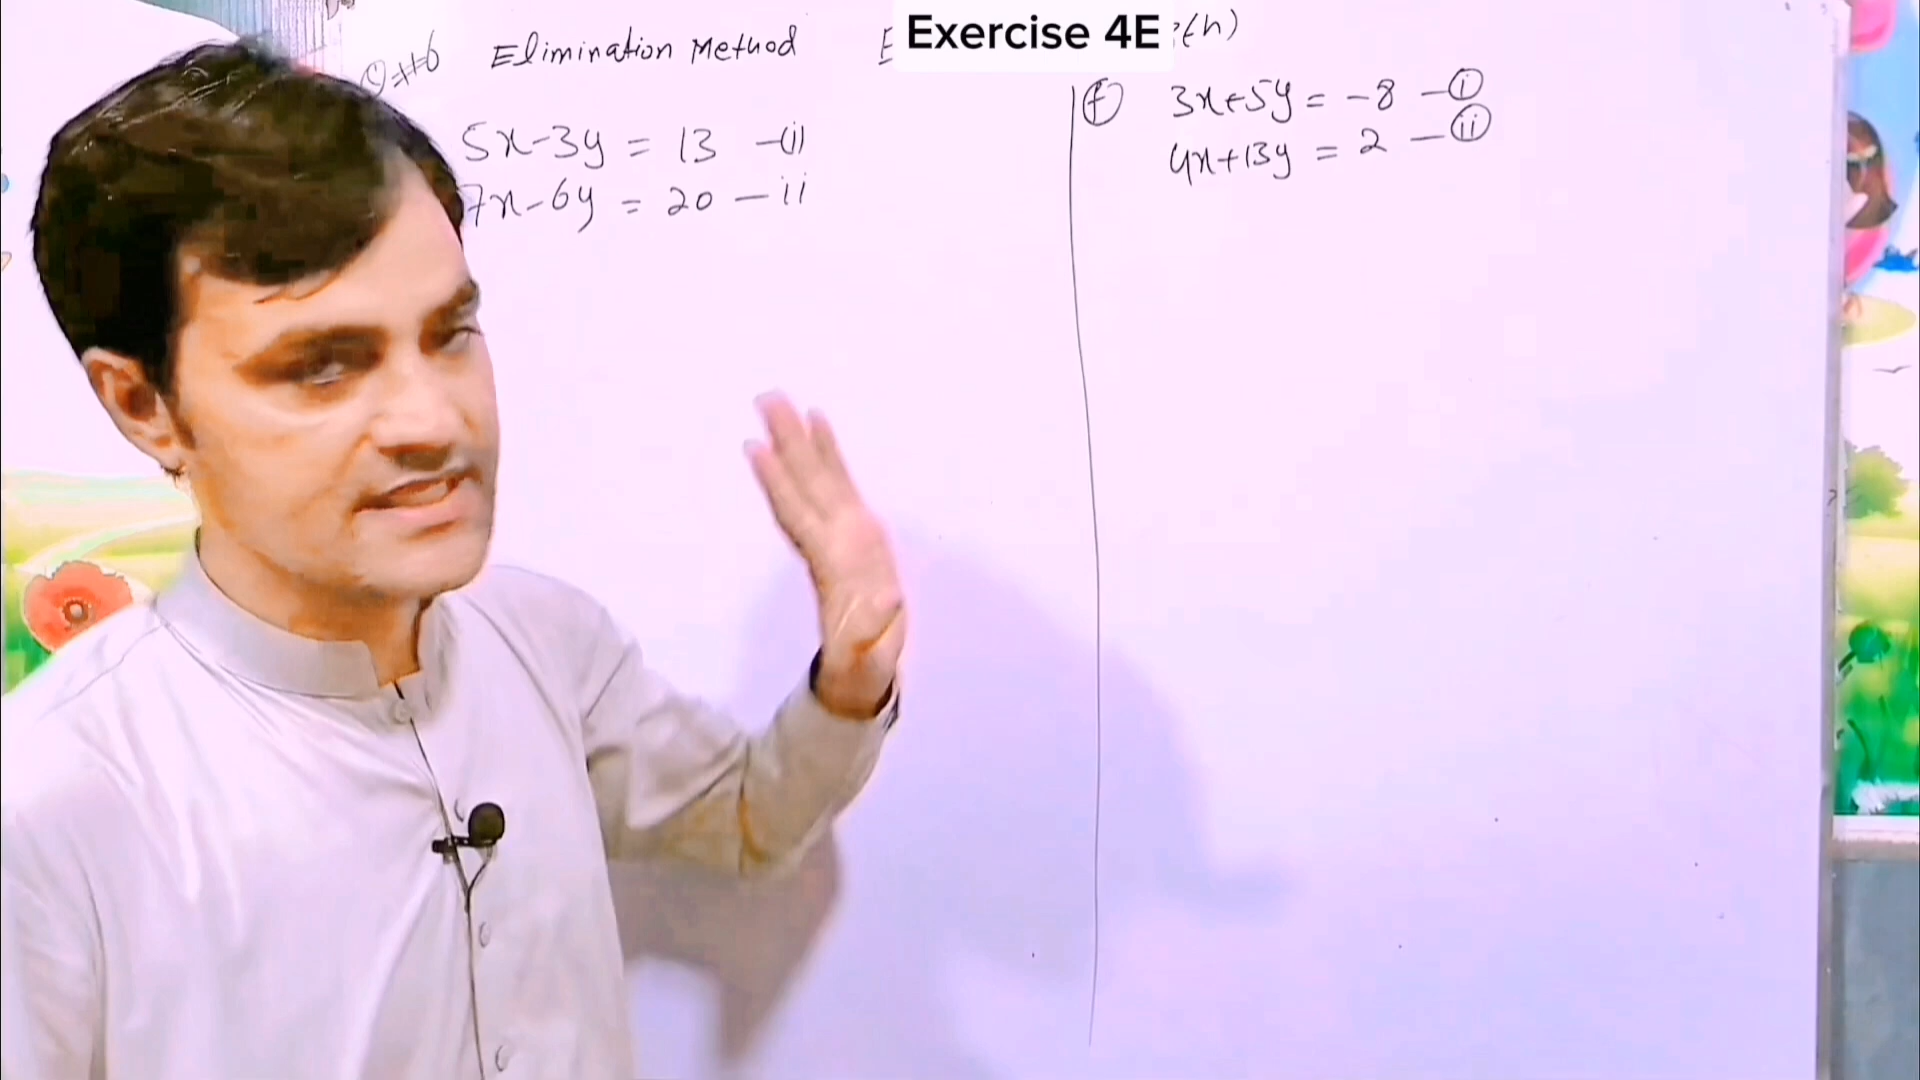 Q#6 Elimination Method Exercise 4E (h)
5x-3y = 13 -(i)
7x-6y = 20 - ii
(f) 3x+5y = -8 -(i)
4x+13y = 2 -(ii)